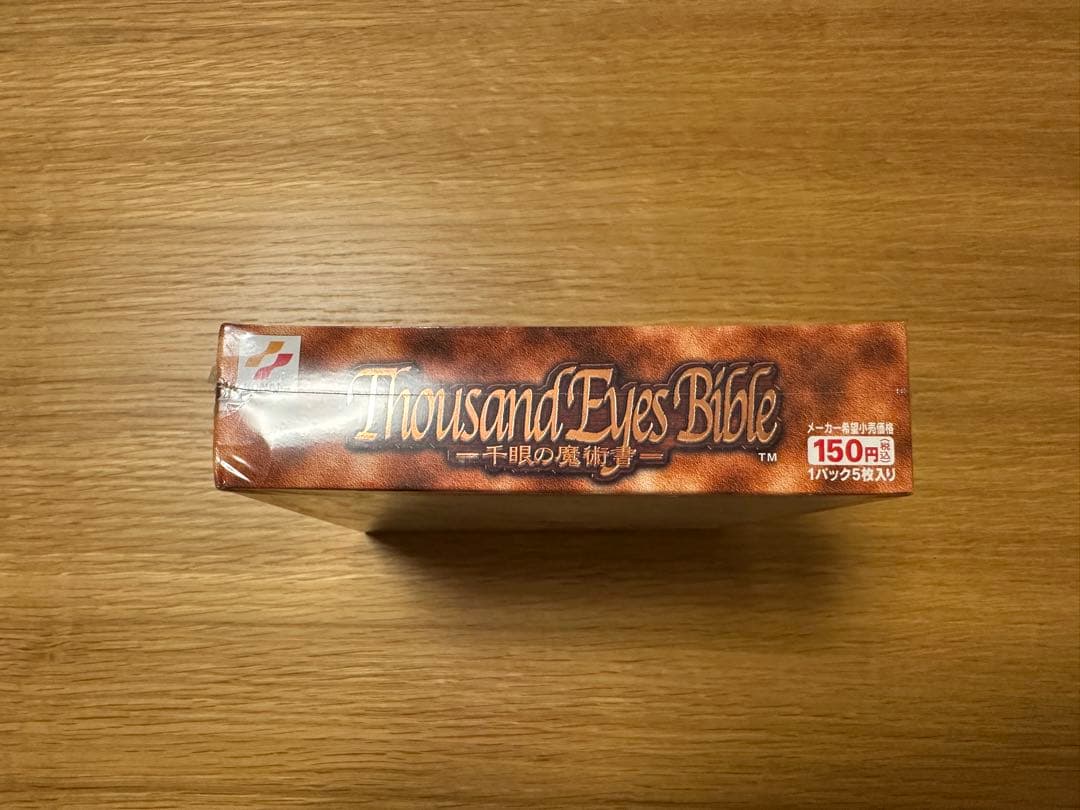 KONAMI
Thousand Eyes Bible
千眼の魔術書
TM
メーカー希望小売価格
150円(税込)
1パック5枚入り